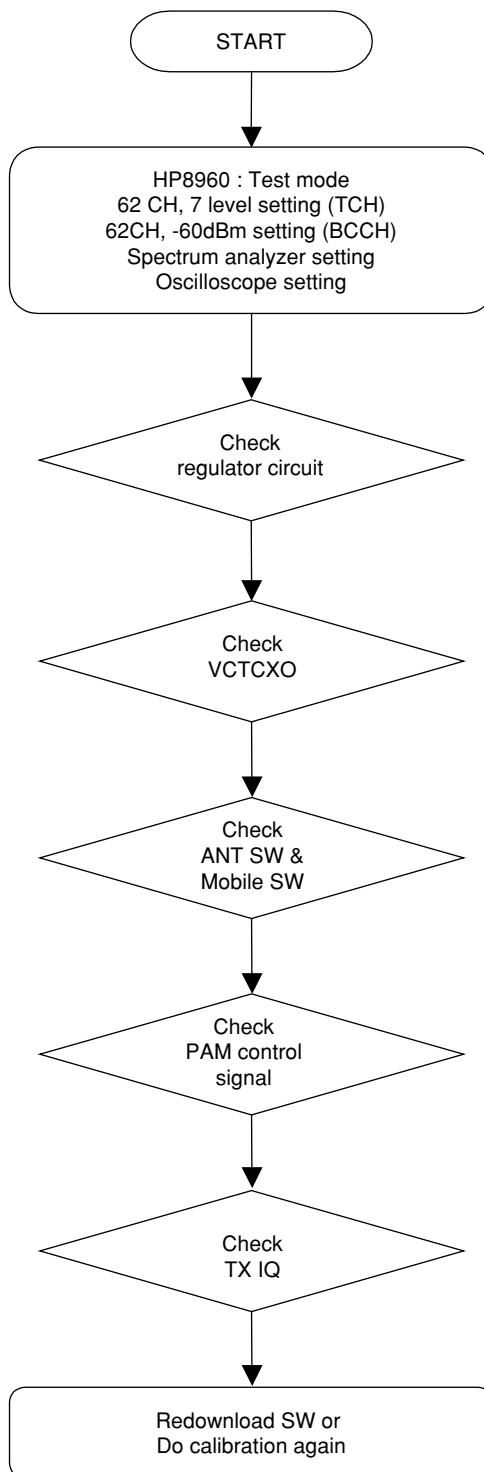 START
HP8960 : Test mode
62 CH, 7 level setting (TCH)
62CH, -60dBm setting (BCCH)
Spectrum analyzer setting
Oscilloscope setting
Check
regulator circuit
Check
VCTCXO
Check
ANT SW &
Mobile SW
Check
PAM control
signal
Check
TX IQ
Redownload SW or
Do calibration again